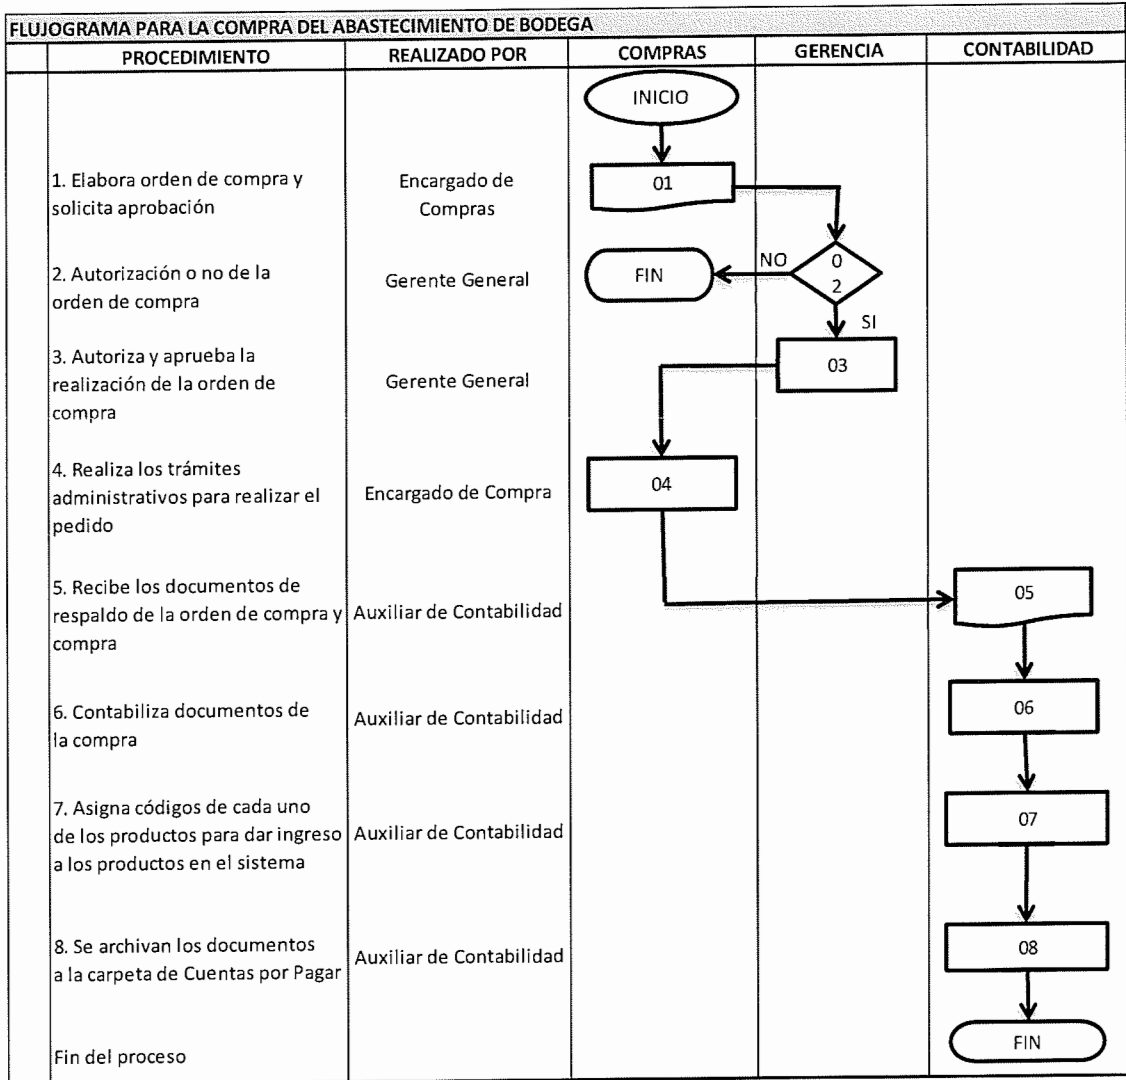 FLUJOGRAMA PARA LA COMPRA DEL ABASTECIMIENTO DE BODEGA
PROCEDIMIENTO REALIZADO POR COMPRAS GERENCIA CONTABILIDAD
INICIO
1. Elabora orden de compra y
solicita aprobación
Encargado de
Compras
01
2. Autorización o no de la
orden de compra
Gerente General
FIN
NO
0
2
SI
3. Autoriza y aprueba la
realización de la orden de
compra
Gerente General
03
4. Realiza los trámites
administrativos para realizar el
pedido
Encargado de Compra
04
5. Recibe los documentos de
respaldo de la orden de compra y
compra
Auxiliar de Contabilidad
05
6. Contabiliza documentos de
la compra
Auxiliar de Contabilidad
06
7. Asigna códigos de cada uno
de los productos para dar ingreso
a los productos en el sistema
Auxiliar de Contabilidad
07
8. Se archivan los documentos
a la carpeta de Cuentas por Pagar
Auxiliar de Contabilidad
08
Fin del proceso
FIN